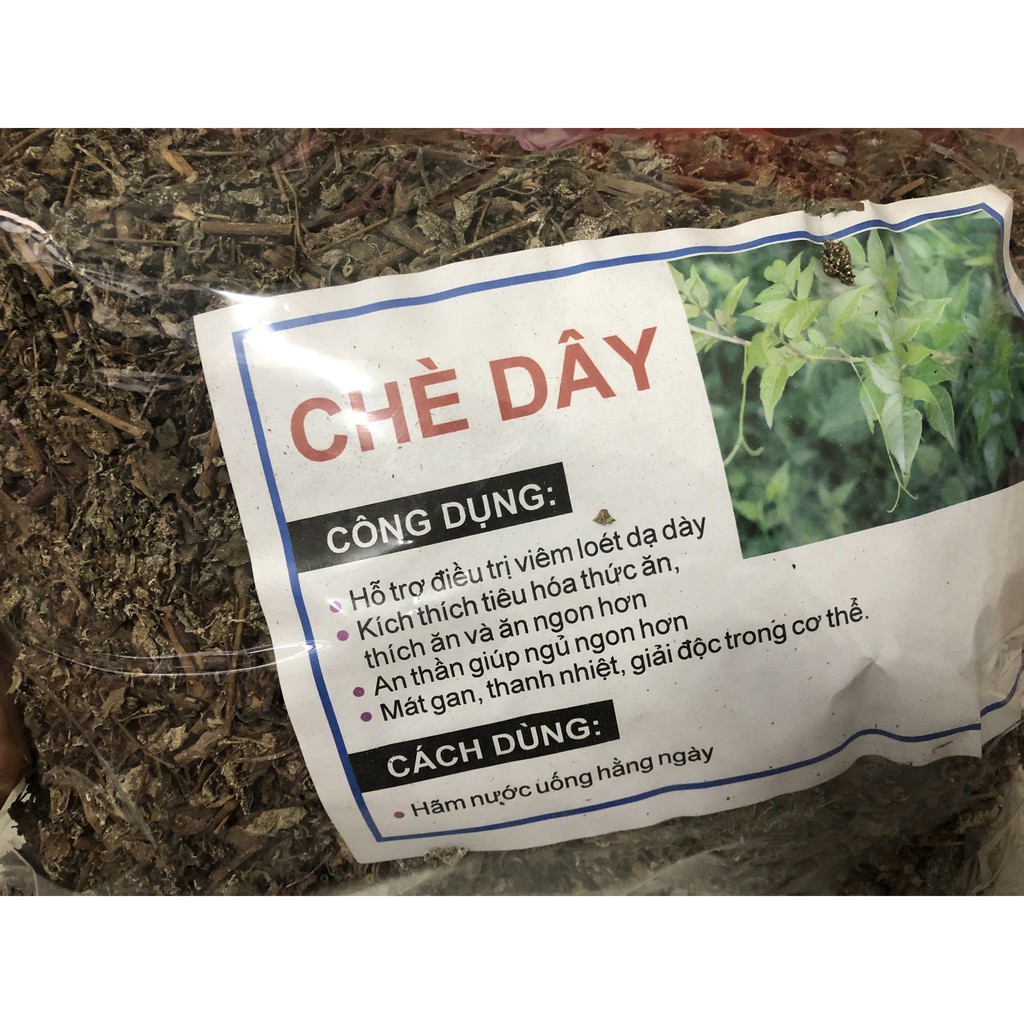 CHÈ DÂY
CÔNG DỤNG:
• Hỗ trợ điều trị viêm loét dạ dày
• Kích thích tiêu hóa thức ăn,
thích ăn và ăn ngon hơn
• An thần giúp ngủ ngon hơn
• Mát gan, thanh nhiệt, giải độc trong cơ thể.
CÁCH DÙNG:
• Hãm nước uống hằng ngày